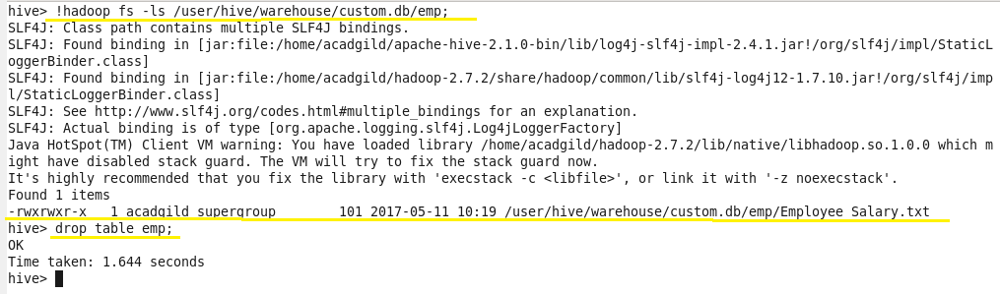 hive> !hadoop fs -ls /user/hive/warehouse/custom.db/emp;
SLF4J: Class path contains multiple SLF4J bindings.
SLF4J: Found binding in [jar:file:/home/acadgild/apache-hive-2.1.0-bin/lib/log4j-slf4j-impl-2.4.1.jar!/org/slf4j/impl/StaticL
oggerBinder.class]
SLF4J: Found binding in [jar:file:/home/acadgild/hadoop-2.7.2/share/hadoop/common/lib/slf4j-log4j12-1.7.10.jar!/org/slf4j/imp
l/StaticLoggerBinder.class]
SLF4J: See http://www.slf4j.org/codes.html#multiple_bindings for an explanation.
SLF4J: Actual binding is of type [org.apache.logging.slf4j.Log4jLoggerFactory]
Java HotSpot(TM) Client VM warning: You have loaded library /home/acadgild/hadoop-2.7.2/lib/native/libhadoop.so.1.0.0 which m
ight have disabled stack guard. The VM will try to fix the stack guard now.
It's highly recommended that you fix the library with 'execstack -c <libfile>', or link it with '-z noexecstack'.
Found 1 items
-rwxrwxr-x   1 acadgild supergroup        101 2017-05-11 10:19 /user/hive/warehouse/custom.db/emp/Employee Salary.txt
hive> drop table emp;
OK
Time taken: 1.644 seconds
hive>